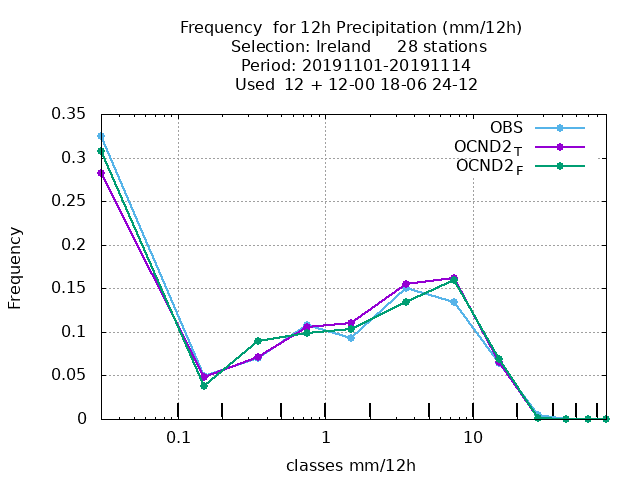 Frequency  for 12h Precipitation (mm/12h)
Selection: Ireland     28 stations
Period: 20191101-20191114
Used  12 + 12-00 18-06 24-12
OBS
OCND2_T
OCND2_F
0.35
0.3
0.25
0.2
0.15
0.1
0.05
0
Frequency
0.1
1
10
classes mm/12h